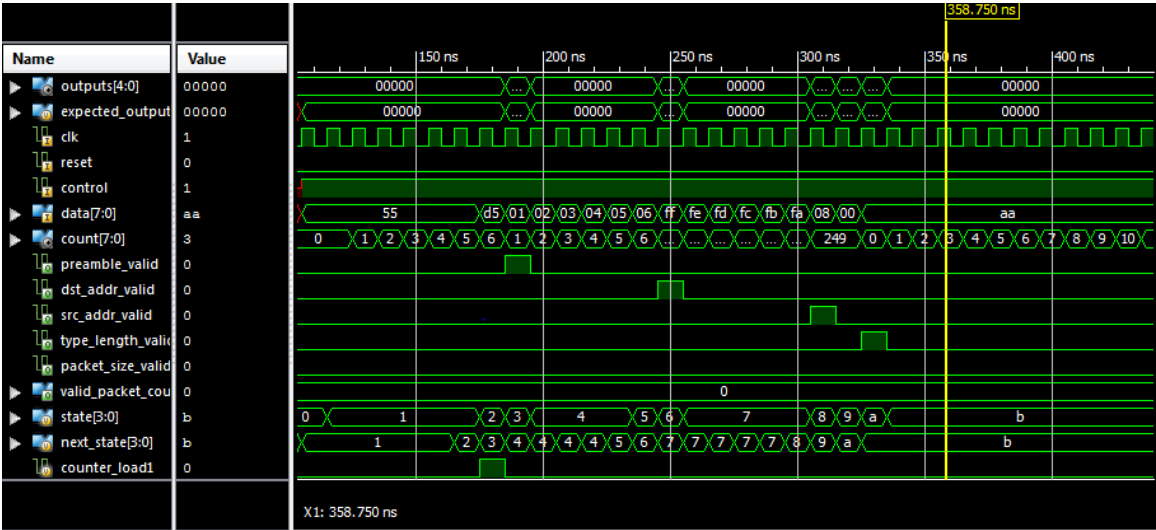 358.750 ns
Name Value 150 ns 200 ns 250 ns 300 ns 350 ns 400 ns
outputs[4:0] 00000 00000 ... 00000 ... 00000 ... ... ... 00000
expected_output 00000 00000 ... 00000 ... 00000 ... ... ... 00000
clk 1
reset 0
control 1
data[7:0] aa 55 d5 01 02 03 04 05 06 ff fe fd fc fb fa 08 00 aa
count[7:0] 3 0 1 2 3 4 5 6 1 2 3 4 5 6 ... ... ... ... ... ... 249 0 1 2 3 4 5 6 7 8 9 10
preamble_valid 0
dst_addr_valid 0
src_addr_valid 0
type_length_valid 0
packet_size_valid 0
valid_packet_cou 0 0
state[3:0] b 0 1 2 3 4 5 6 7 8 9 a b
next_state[3:0] b 1 2 3 4 4 4 4 5 6 7 7 7 7 7 8 9 a b
counter_load1 0
X1: 358.750 ns